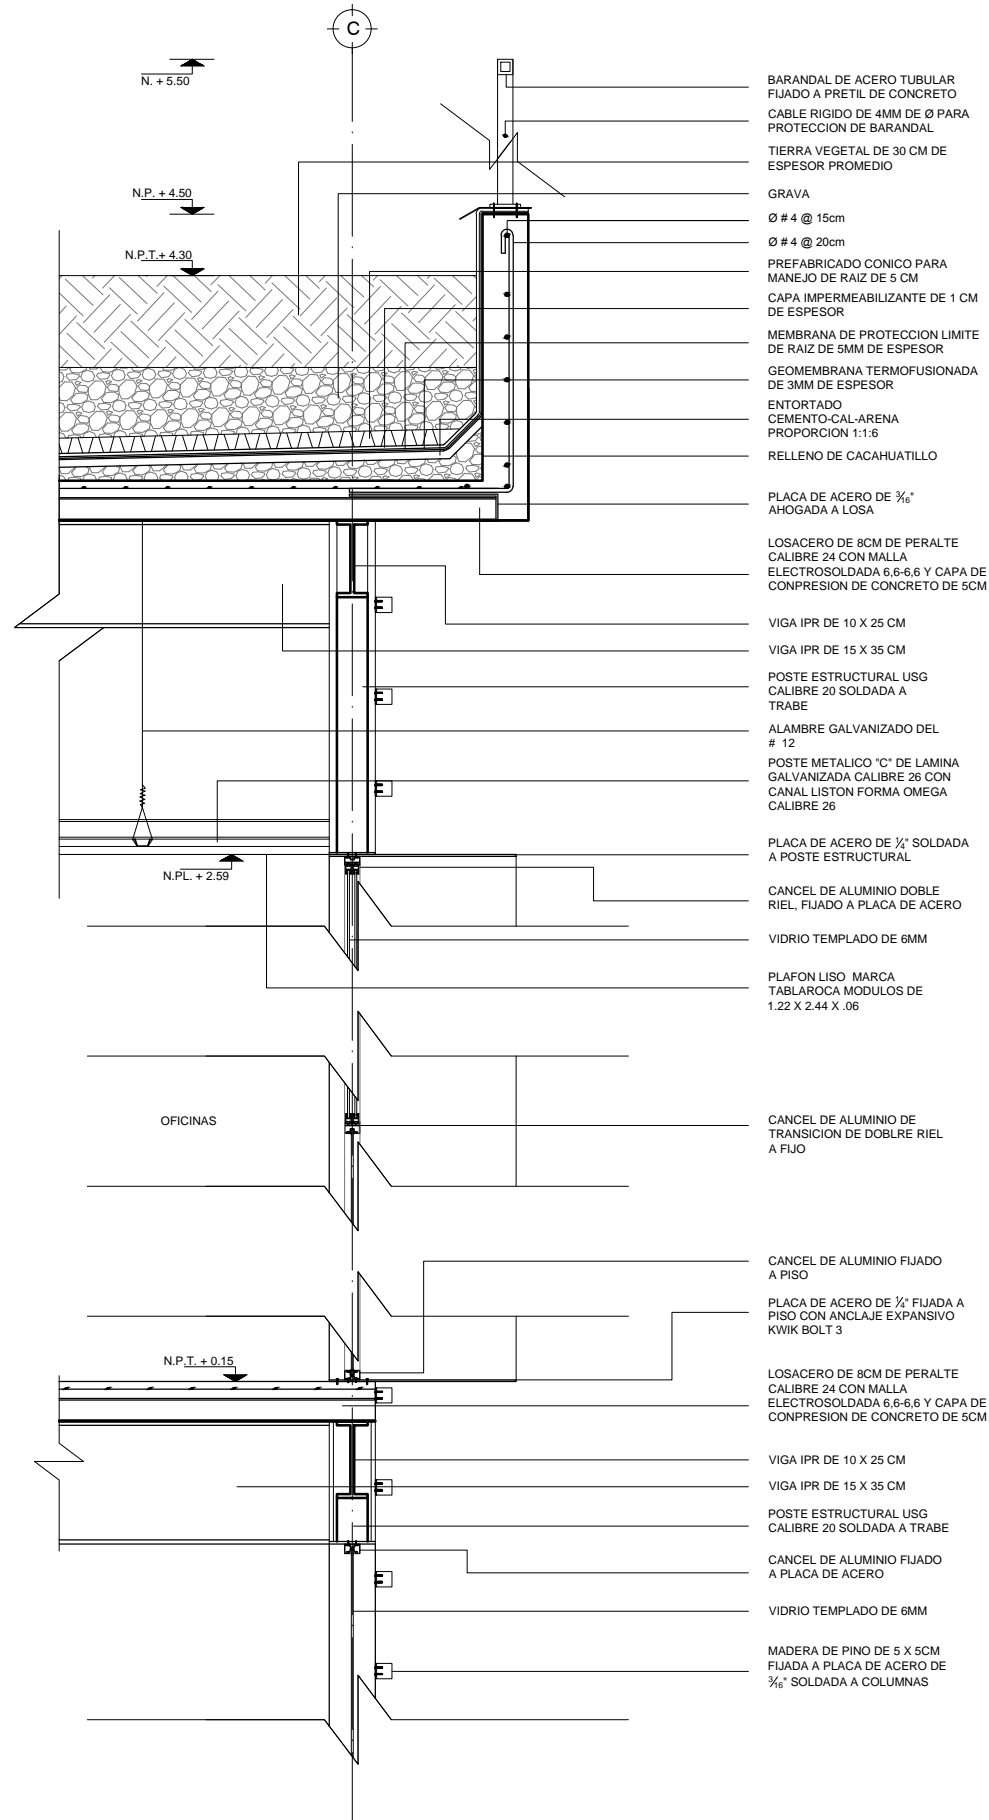 C
N. + 5.50
BARANDAL DE ACERO TUBULAR
FIJADO A PRETIL DE CONCRETO
CABLE RIGIDO DE 4MM DE Ø PARA
PROTECCION DE BARANDAL
TIERRA VEGETAL DE 30 CM DE
ESPESOR PROMEDIO
N.P. + 4.50
GRAVA
Ø # 4 @ 15cm
Ø # 4 @ 20cm
N.P.T.+ 4.30
PREFABRICADO CONICO PARA
MANEJO DE RAIZ DE 5 CM
CAPA IMPERMEABILIZANTE DE 1 CM
DE ESPESOR
MEMBRANA DE PROTECCION LIMITE
DE RAIZ DE 5MM DE ESPESOR
GEOMEMBRANA TERMOFUSIONADA
DE 3MM DE ESPESOR
ENTORTADO
CEMENTO-CAL-ARENA
PROPORCION 1:1:6
RELLENO DE CACAHUATILLO
PLACA DE ACERO DE 3/16"
AHOGADA A LOSA
LOSACERO DE 8CM DE PERALTE
CALIBRE 24 CON MALLA
ELECTROSOLDADA 6,6-6,6 Y CAPA DE
CONPRESION DE CONCRETO DE 5CM
VIGA IPR DE 10 X 25 CM
VIGA IPR DE 15 X 35 CM
POSTE ESTRUCTURAL USG
CALIBRE 20 SOLDADA A
TRABE
ALAMBRE GALVANIZADO DEL
# 12
POSTE METALICO "C" DE LAMINA
GALVANIZADA CALIBRE 26 CON
CANAL LISTON FORMA OMEGA
CALIBRE 26
PLACA DE ACERO DE 1/4" SOLDADA
A POSTE ESTRUCTURAL
N.PL. + 2.59
CANCEL DE ALUMINIO DOBLE
RIEL, FIJADO A PLACA DE ACERO
VIDRIO TEMPLADO DE 6MM
PLAFON LISO MARCA
TABLAROCA MODULOS DE
1.22 X 2.44 X .06
OFICINAS
CANCEL DE ALUMINIO DE
TRANSICION DE DOBLRE RIEL
A FIJO
CANCEL DE ALUMINIO FIJADO
A PISO
PLACA DE ACERO DE 1/4" FIJADA A
PISO CON ANCLAJE EXPANSIVO
KWIK BOLT 3
N.P.T. + 0.15
LOSACERO DE 8CM DE PERALTE
CALIBRE 24 CON MALLA
ELECTROSOLDADA 6,6-6,6 Y CAPA DE
CONPRESION DE CONCRETO DE 5CM
VIGA IPR DE 10 X 25 CM
VIGA IPR DE 15 X 35 CM
POSTE ESTRUCTURAL USG
CALIBRE 20 SOLDADA A TRABE
CANCEL DE ALUMINIO FIJADO
A PLACA DE ACERO
VIDRIO TEMPLADO DE 6MM
MADERA DE PINO DE 5 X 5CM
FIJADA A PLACA DE ACERO DE
3/16" SOLDADA A COLUMNAS